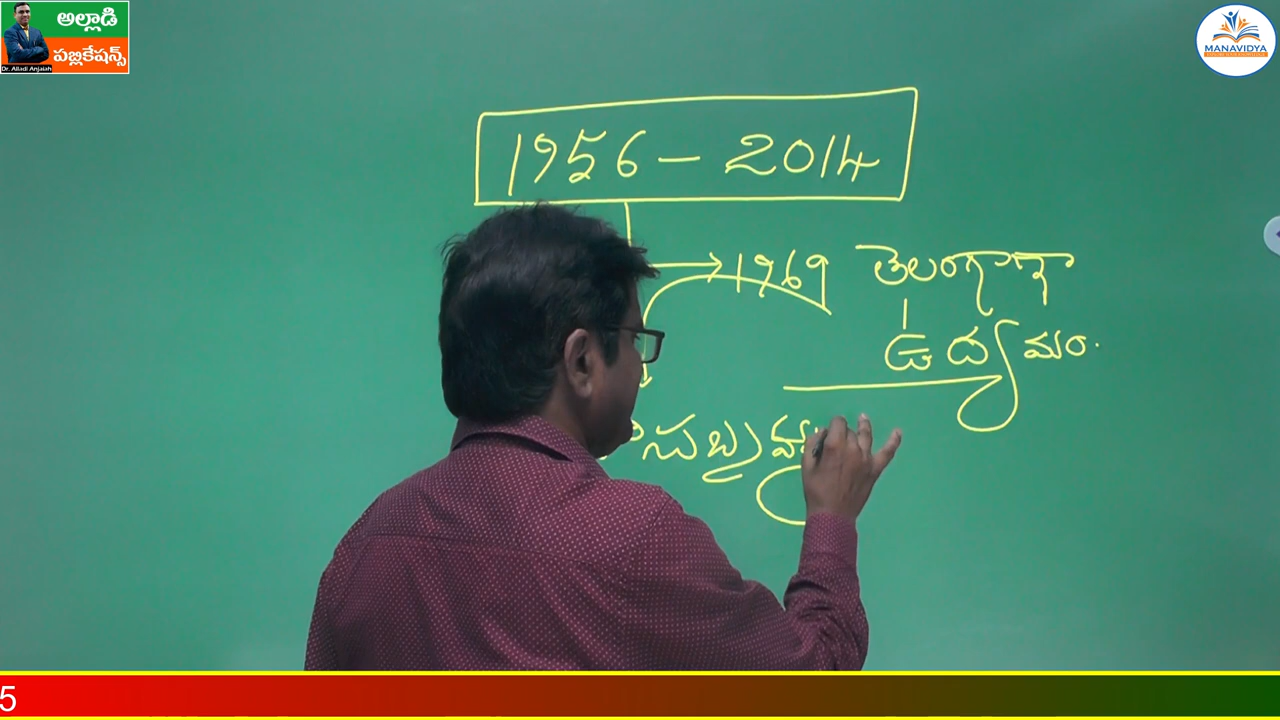 అల్లాడి
పబ్లికేషన్స్
Dr. Alladi Anjaiah
MANAVIDYA
1956 - 2014
1969 తెలంగాణా
ఉద్యమం.
5